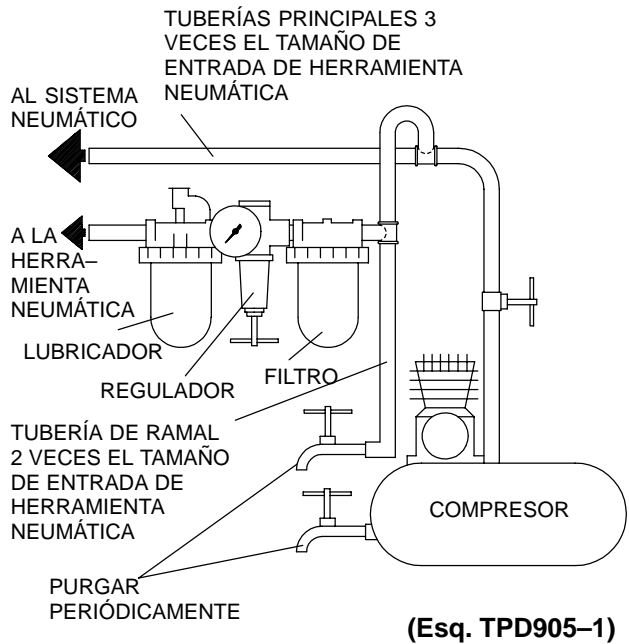 TUBERÍAS PRINCIPALES 3
VECES EL TAMAÑO DE
ENTRADA DE HERRAMIENTA
NEUMÁTICA
AL SISTEMA
NEUMÁTICO
A LA
HERRA–
MIENTA
NEUMÁTICA
LUBRICADOR
REGULADOR
FILTRO
TUBERÍA DE RAMAL
2 VECES EL TAMAÑO
DE ENTRADA DE
HERRAMIENTA
NEUMÁTICA
COMPRESOR
PURGAR
PERIÓDICAMENTE
(Esq. TPD905–1)